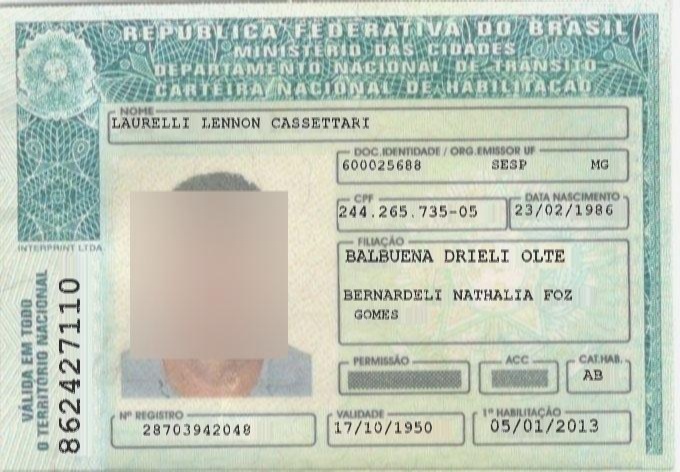 REPÚBLICA FEDERATIVA DO BRASIL
MINISTÉRIO DAS CIDADES
DEPARTAMENTO NACIONAL DE TRÂNSITO
CARTEIRA NACIONAL DE HABILITAÇÃO
NOME
LAURELLI LENNON CASSETTARI
DOC. IDENTIDADE / ORG. EMISSOR UF
600025688 SESP MG
CPF DATA NASCIMENTO
244.265.735-05 23/02/1986
FILIAÇÃO
BALBUENA DRIELI OLTE
BERNARDELI NATHALIA FOZ
GOMES
PERMISSÃO ACC CAT.HAB.
AB
Nº REGISTRO VALIDADE 1ª HABILITAÇÃO
28703942048 17/10/1950 05/01/2013
INTERPRINT LTDA
VÁLIDA EM TODO
O TERRITÓRIO NACIONAL
862427110